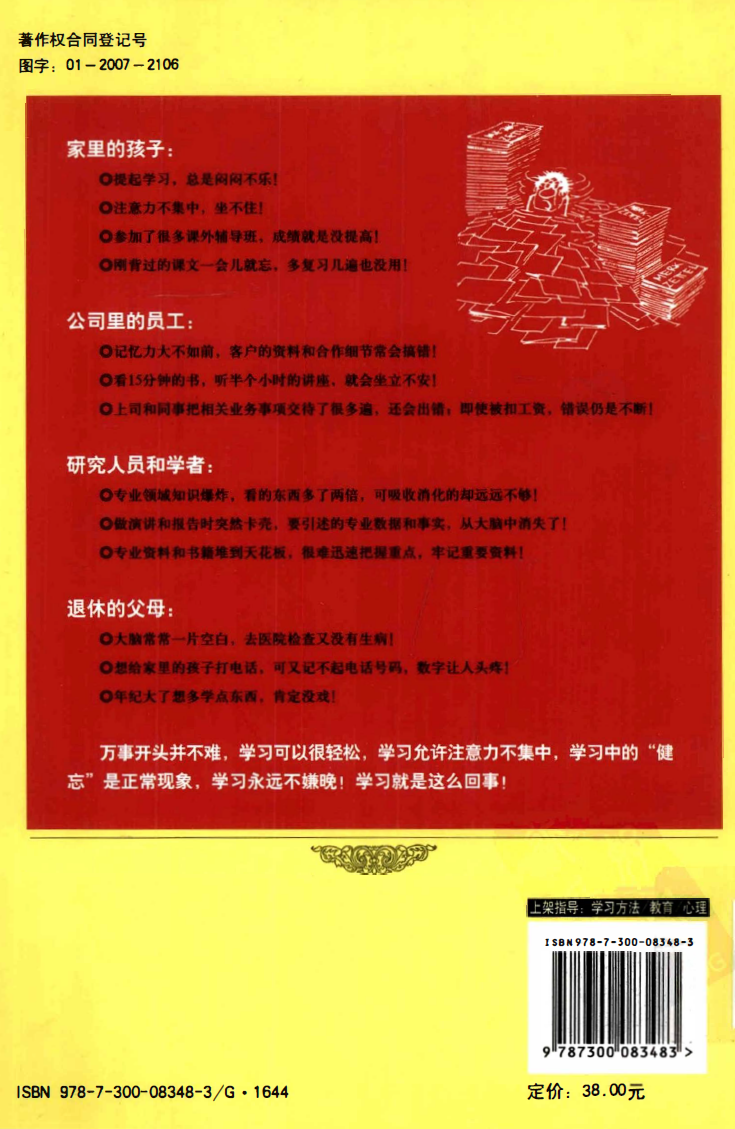 著作权合同登记号
图字：01－2007－2106
家里的孩子：
提起学习，总是闷闷不乐！
注意力不集中，坐不住！
参加了很多课外辅导班，成绩就是没提高！
刚背过的课文一会儿就忘，多复习几遍也没用！
公司里的员工：
记忆力大不如前，客户的资料和合作细节常会搞错！
看15分钟的书，听半个小时的讲座，就会坐立不安！
上司和同事把相关业务事项交待了很多遍，还会出错；即使被扣工资，错误仍是不断！
研究人员和学者：
专业领域知识爆炸，看的东西多了两倍，可吸收消化的却远远不够！
做演讲和报告时突然卡壳，要引述的专业数据和事实，从大脑中消失了！
专业资料和书籍堆到天花板，很难迅速把握重点，牢记重要资料！
退休的父母：
大脑常常一片空白，去医院检查又没有生病！
想给家里的孩子打电话，可又记不起电话号码，数字让人头疼！
年纪大了想多学点东西，肯定没戏！
万事开头并不难，学习可以很轻松，学习允许注意力不集中，学习中的“健
忘”是正常现象，学习永远不嫌晚！学习就是这么回事！
上架指导：学习方法 / 教育 / 心理
ISBN 978-7-300-08348-3
9 787300 083483 >
ISBN 978-7-300-08348-3/G·1644
定价：38.00元